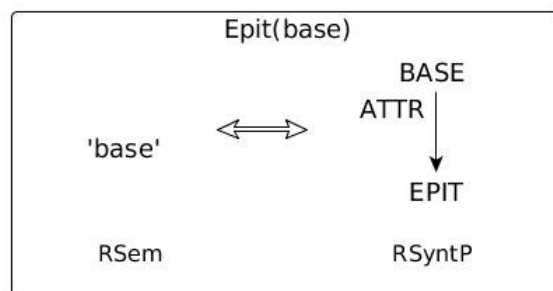 Epit(base)
BASE
ATTR
'base'
EPIT
RSem RSyntP